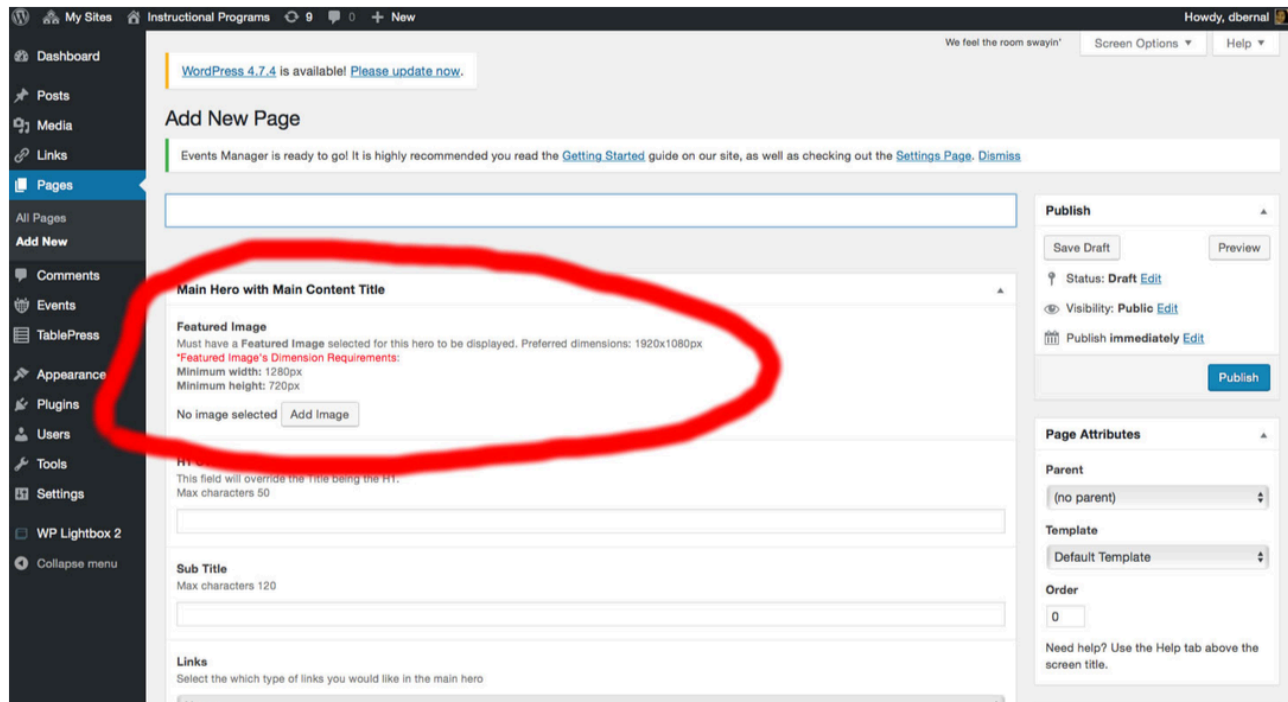 My Sites Instructional Programs 9 0 + New Howdy, dbernal
Dashboard
Posts
Media
Links
Pages
All Pages
Add New
Comments
Events
TablePress
Appearance
Plugins
Users
Tools
Settings
WP Lightbox 2
Collapse menu
We feel the room swayin' Screen Options Help
WordPress 4.7.4 is available! Please update now.
Add New Page
Events Manager is ready to go! It is highly recommended you read the Getting Started guide on our site, as well as checking out the Settings Page. Dismiss
Main Hero with Main Content Title
Featured Image
Must have a Featured Image selected for this hero to be displayed. Preferred dimensions: 1920x1080px
*Featured Image's Dimension Requirements:
Minimum width: 1280px
Minimum height: 720px
No image selected Add Image
This field will override the Title being the H1.
Max characters 50
Sub Title
Max characters 120
Links
Select the which type of links you would like in the main hero
Publish
Save Draft Preview
Status: Draft Edit
Visibility: Public Edit
Publish immediately Edit
Publish
Page Attributes
Parent
(no parent)
Template
Default Template
Order
0
Need help? Use the Help tab above the
screen title.